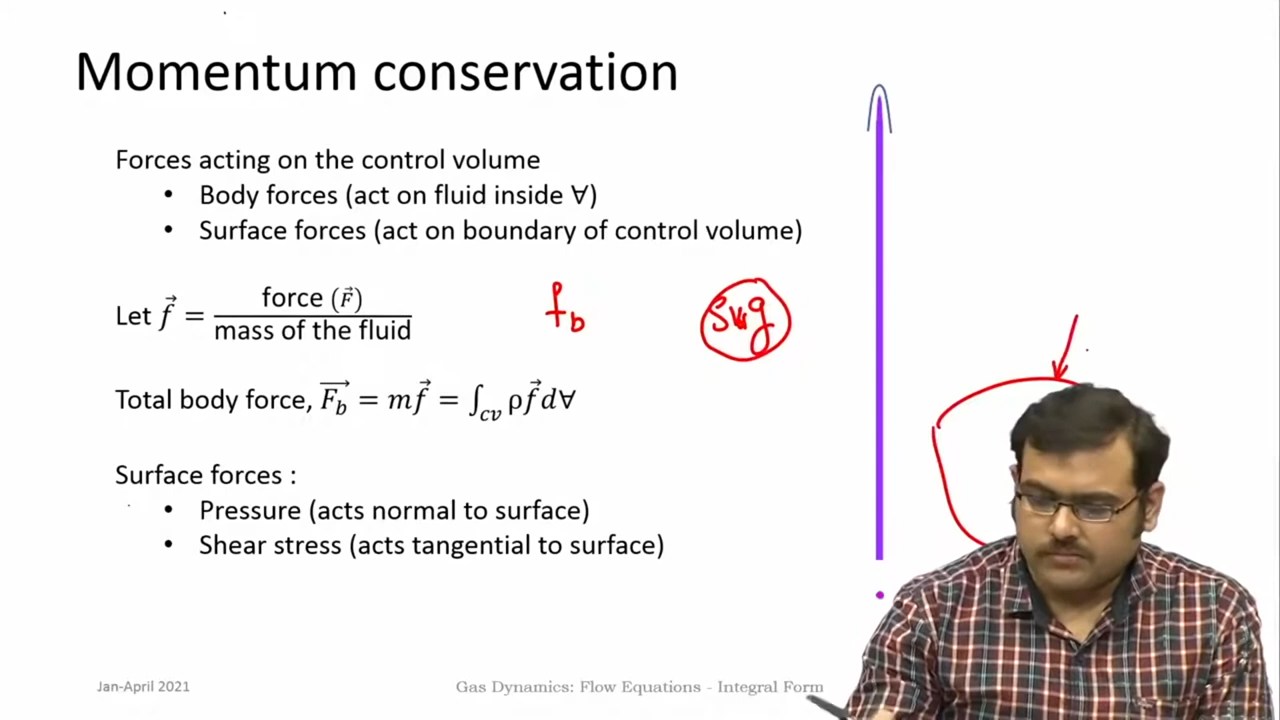 Momentum conservation
Forces acting on the control volume
• Body forces (act on fluid inside ∀)
• Surface forces (act on boundary of control volume)
Let f⃗ = force (F⃗) / mass of the fluid
f_b
Total body force, F_b⃗ = mf⃗ = ∫_cv ρf⃗d∀
Surface forces :
• Pressure (acts normal to surface)
• Shear stress (acts tangential to surface)
Jan-April 2021
Gas Dynamics: Flow Equations - Integral Form